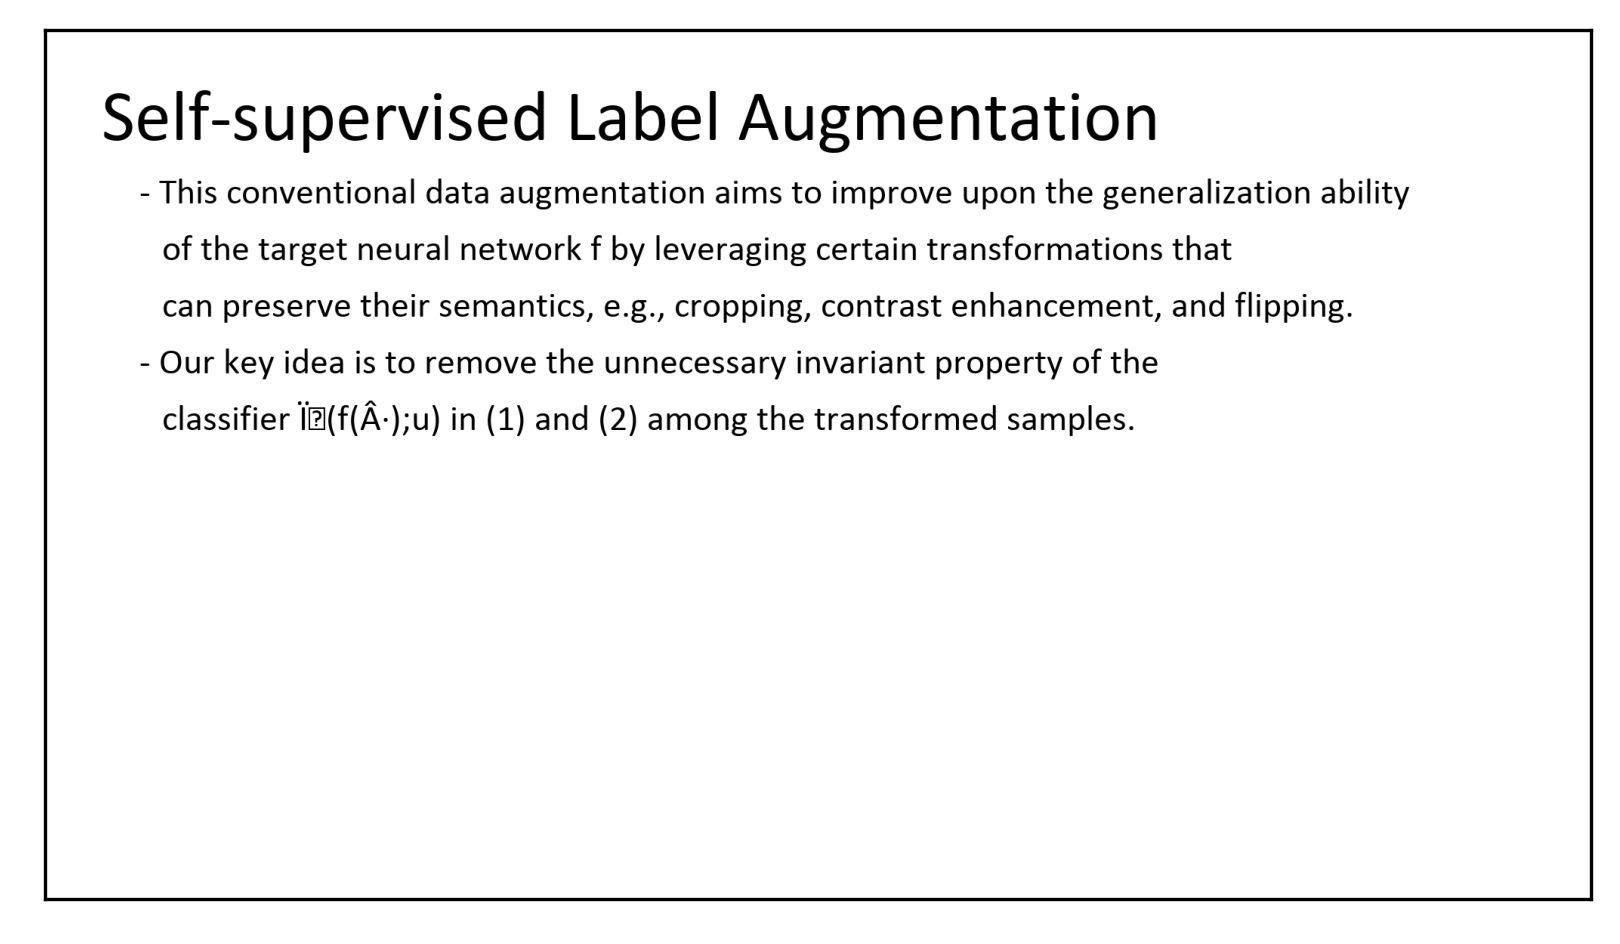 Self-supervised Label Augmentation
- This conventional data augmentation aims to improve upon the generalization ability
of the target neural network f by leveraging certain transformations that
can preserve their semantics, e.g., cropping, contrast enhancement, and flipping.
- Our key idea is to remove the unnecessary invariant property of the
classifier Ï�(f(Â·);u) in (1) and (2) among the transformed samples.